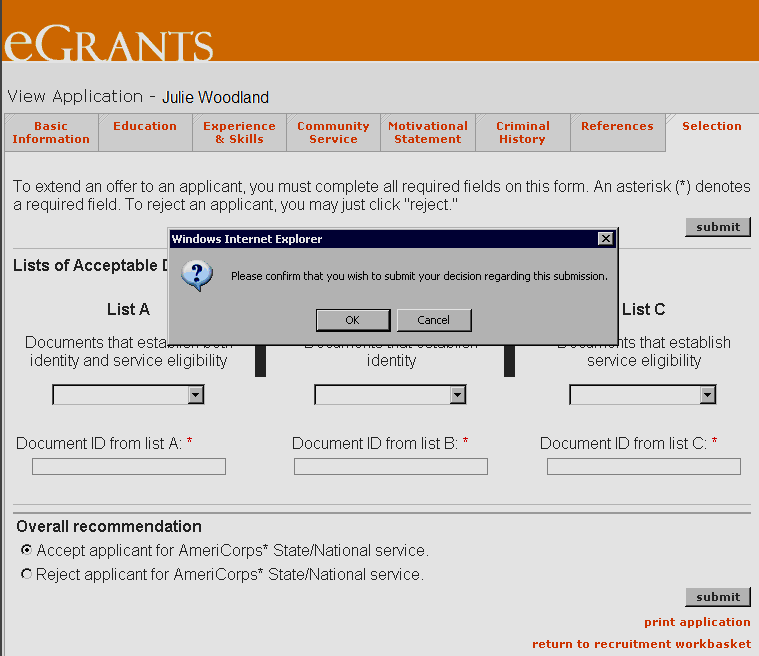 eGRANTS
View Application - Julie Woodland
Basic Information
Education
Experience & Skills
Community Service
Motivational Statement
Criminal History
References
Selection
To extend an offer to an applicant, you must complete all required fields on this form. An asterisk (*) denotes
a required field. To reject an applicant, you may just click "reject."
submit
Windows Internet Explorer
Please confirm that you wish to submit your decision regarding this submission.
OK
Cancel
Lists of Acceptable
List A
List C
Documents that establish both
identity and service eligibility
Documents that establish
identity
Documents that establish
service eligibility
Document ID from list A: *
Document ID from list B: *
Document ID from list C: *
Overall recommendation
Accept applicant for AmeriCorps* State/National service.
Reject applicant for AmeriCorps* State/National service.
submit
print application
return to recruitment workbasket